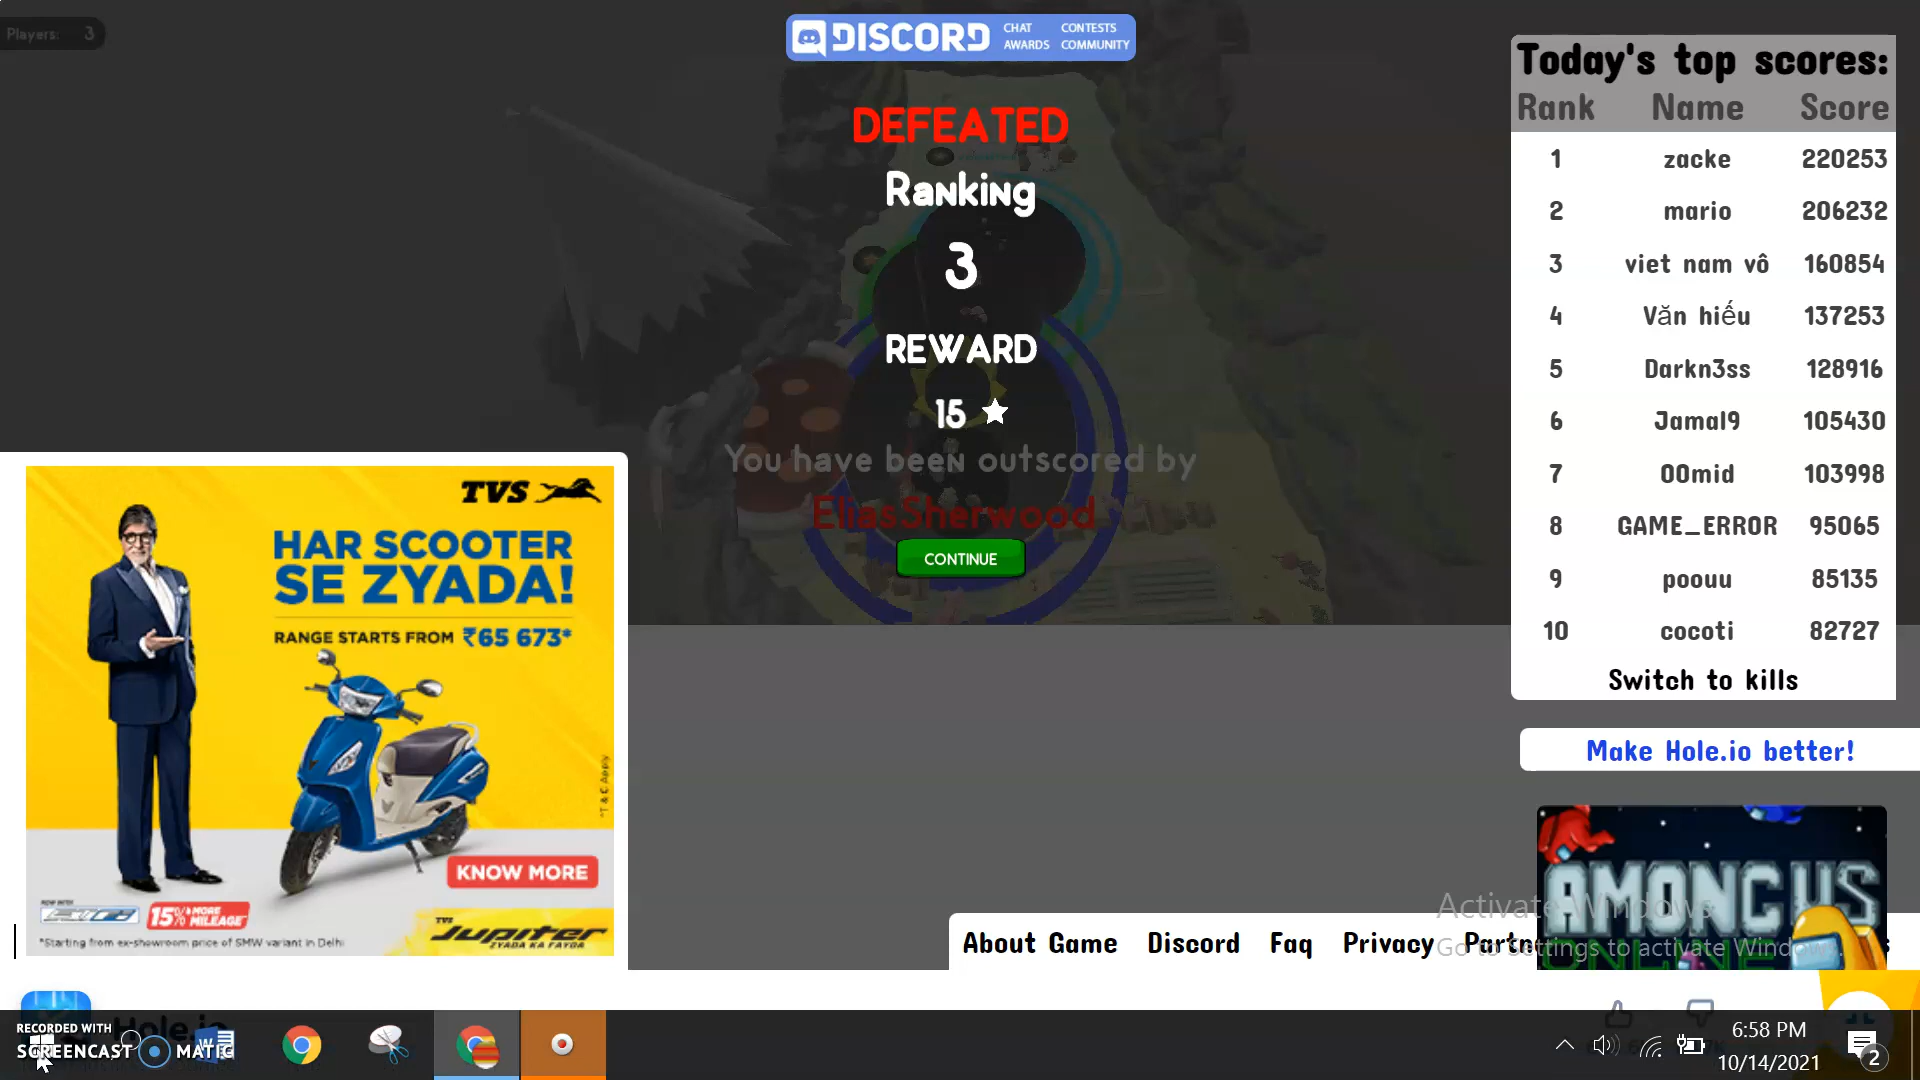 Players: 3
DISCORD
CHAT CONTESTS
AWARDS COMMUNITY
DEFEATED
Ranking
3
REWARD
15
You have been outscored by
EliasSherwood
CONTINUE
Today's top scores:
Rank Name Score
1 zacke 220253
2 mario 206232
3 viet nam vô 160854
4 Văn hiếu 137253
5 Darkn3ss 128916
6 Jamal9 105430
7 00mid 103998
8 GAME_ERROR 95065
9 poouu 85135
10 cocoti 82727
Switch to kills
Make Hole.io better!
AMONG US
ONLINE
TVS
HAR SCOOTER
SE ZYADA!
RANGE STARTS FROM ₹65 673*
*T & C Apply
KNOW MORE
15% MORE
MILEAGE
TVS
Jupiter
ZYADA KA FAYDA
*Starting from ex-showroom price of SMW variant in Delhi
About Game Discord Faq Privacy
Activate Windows
Go to Settings to activate Windows.
Hole.io
RECORDED WITH
SCREENCAST MATIC
6:58 PM
10/14/2021
2